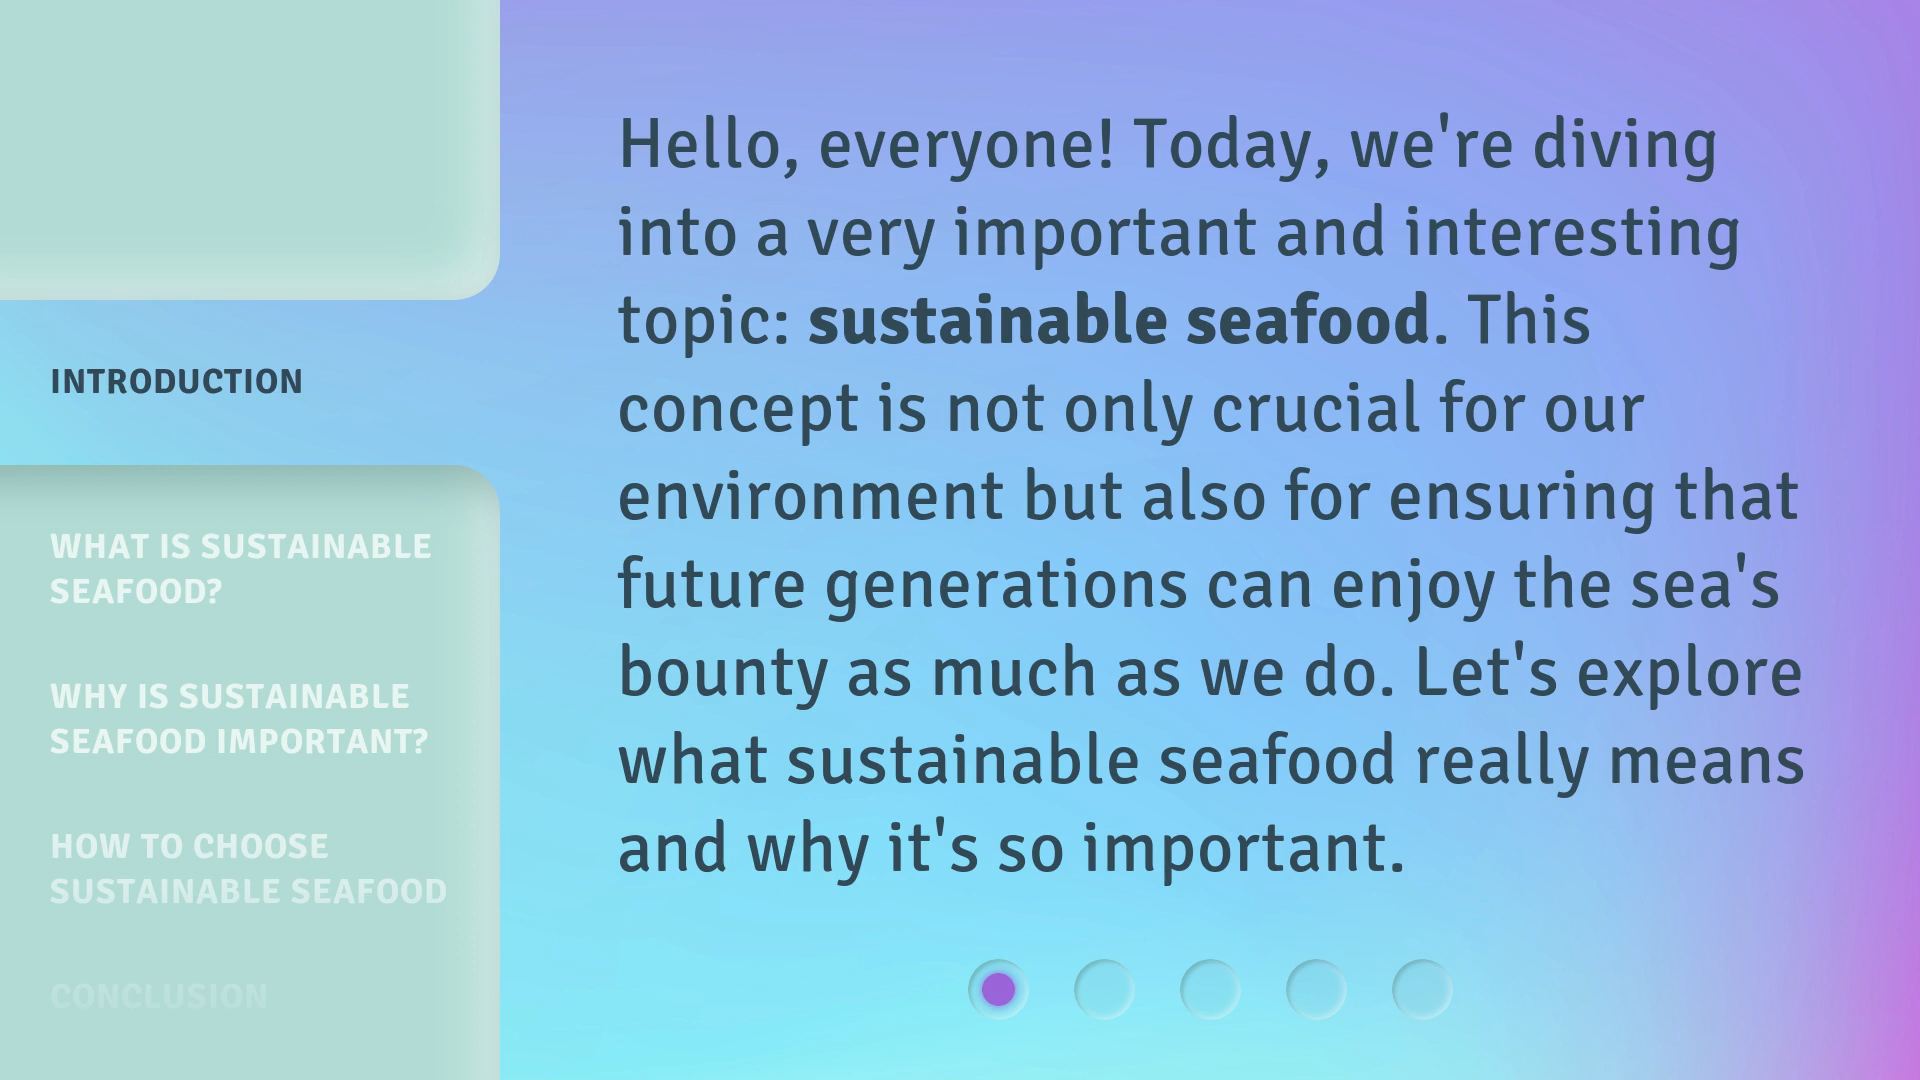 INTRODUCTION
WHAT IS SUSTAINABLE
SEAFOOD?
WHY IS SUSTAINABLE
SEAFOOD IMPORTANT?
HOW TO CHOOSE
SUSTAINABLE SEAFOOD
CONCLUSION
Hello, everyone! Today, we're diving
into a very important and interesting
topic: sustainable seafood. This
concept is not only crucial for our
environment but also for ensuring that
future generations can enjoy the sea's
bounty as much as we do. Let's explore
what sustainable seafood really means
and why it's so important.